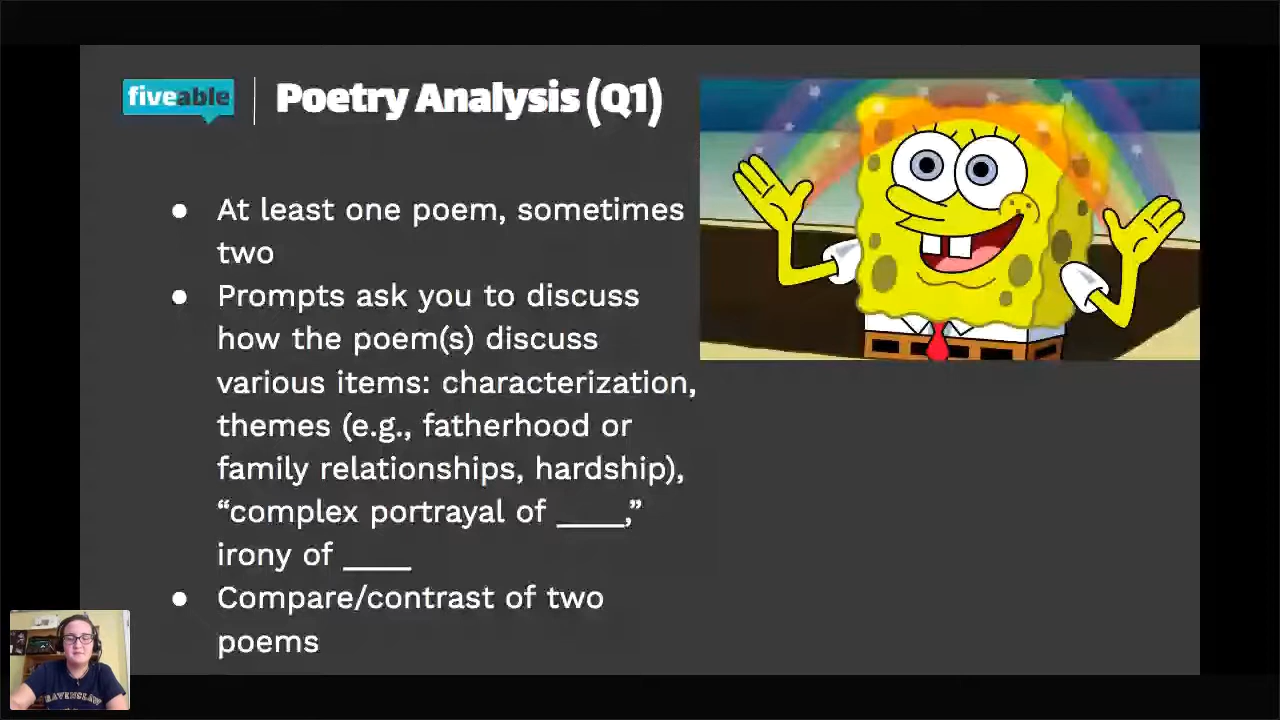 fiveable
Poetry Analysis (Q1)
● At least one poem, sometimes
two
● Prompts ask you to discuss
how the poem(s) discuss
various items: characterization,
themes (e.g., fatherhood or
family relationships, hardship),
“complex portrayal of ____,”
irony of ____
● Compare/contrast of two
poems
RAVENCLAW